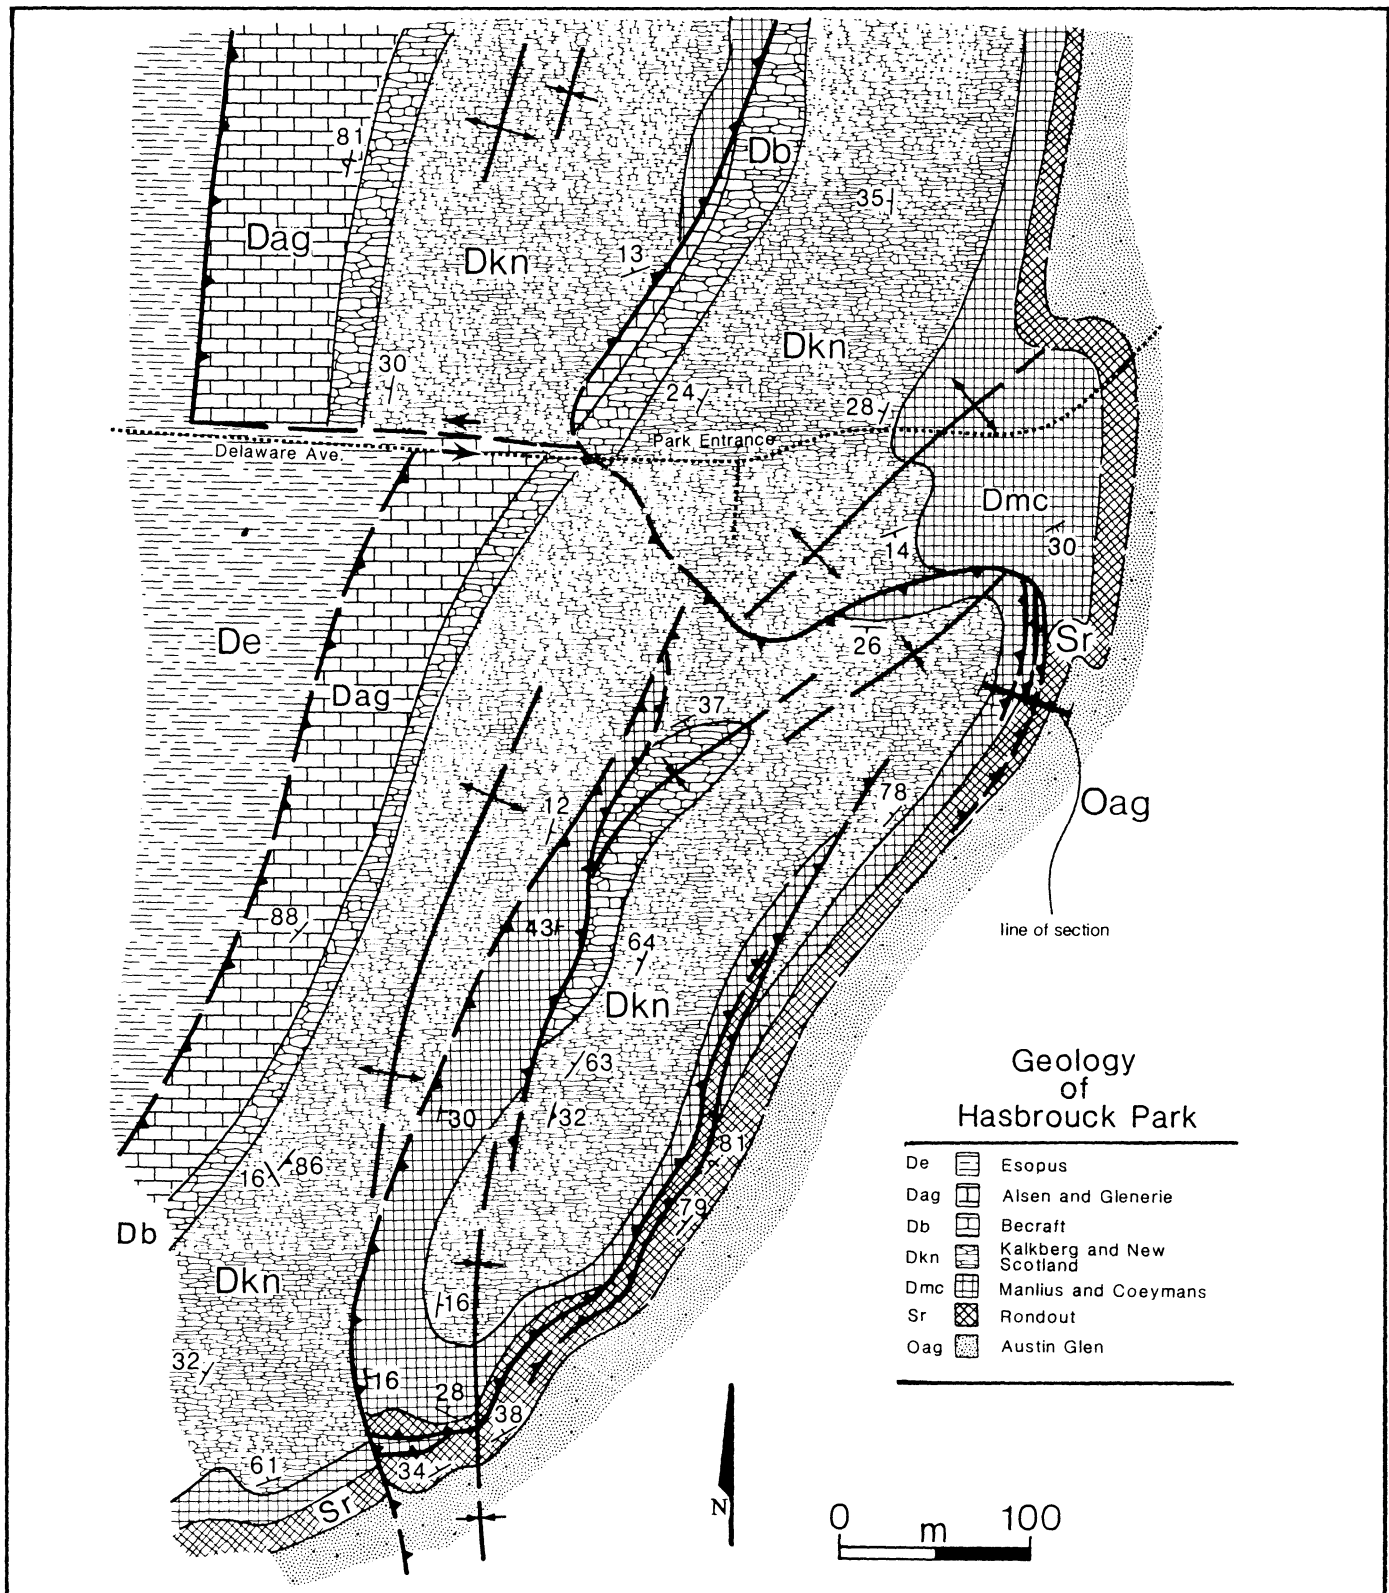 81
Db
35
Dag
Dkn
13
Dkn
30
24
28
Park Entrance
Delaware Ave.
Dmc
14
30
De
26
Sr
Dag
37
12
78
Oag
88
43
64
line of section
Dkn
63
Geology
of
Hasbrouck Park
30
32
81
De Esopus
16
86
Dag Alsen and Glenerie
79
Db Becraft
Db
Dkn Kalkberg and New
Scotland
Dkn
Dmc Manlius and Coeymans
16
Sr Rondout
Oag Austin Glen
32
16
28
38
61
34
Sr
N
0 m 100